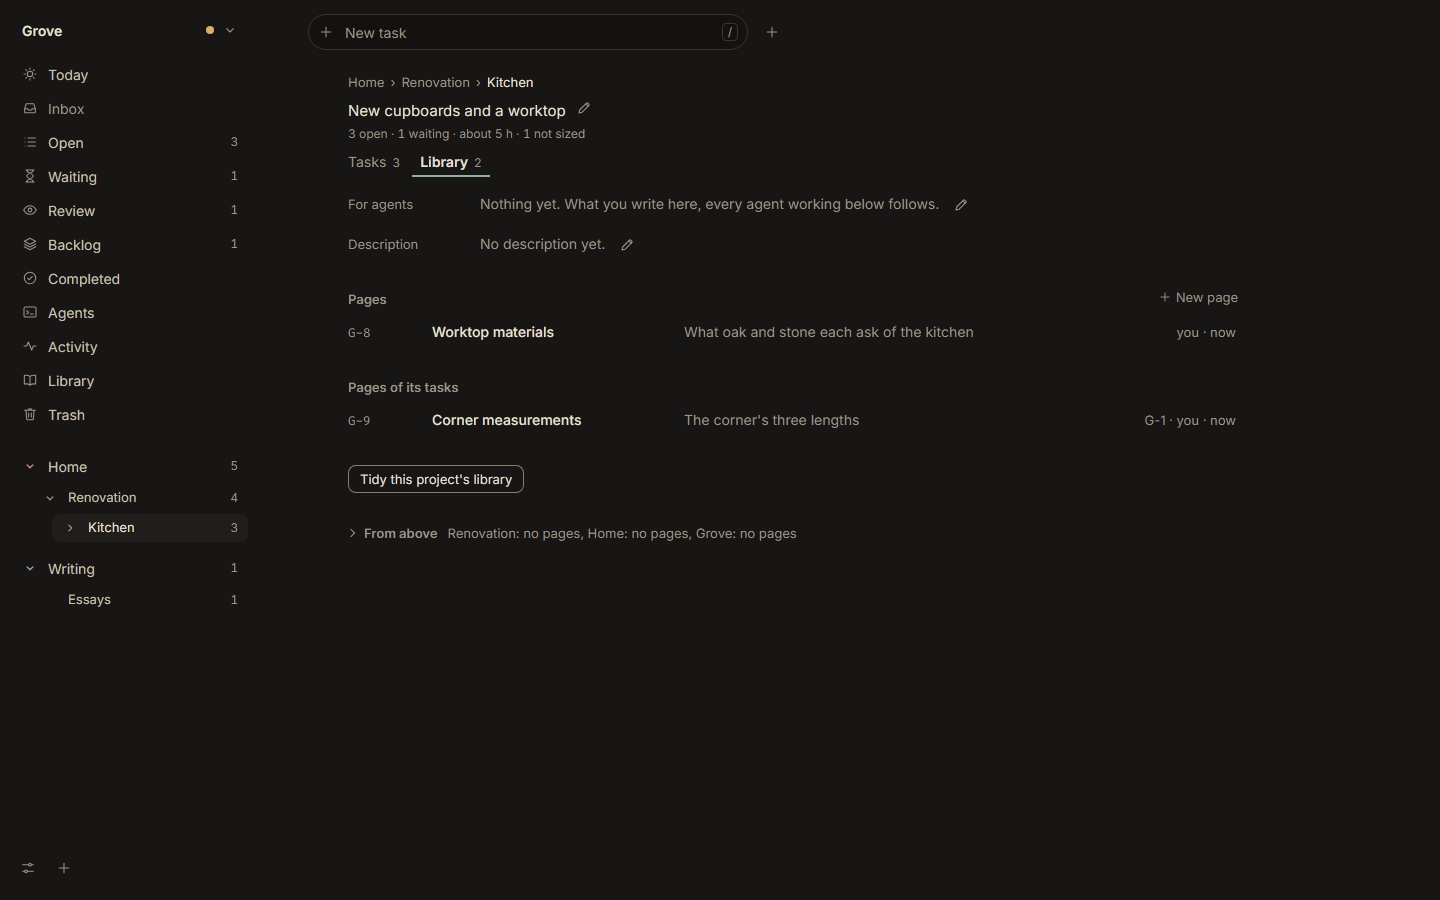 Grove
Today
Inbox
Open 3
Waiting 1
Review 1
Backlog 1
Completed
Agents
Activity
Library
Trash
Home 5
Renovation 4
Kitchen 3
Writing 1
Essays 1
New task /
Home › Renovation › Kitchen
New cupboards and a worktop
3 open · 1 waiting · about 5 h · 1 not sized
Tasks 3 Library 2
For agents Nothing yet. What you write here, every agent working below follows.
Description No description yet.
Pages New page
G-8 Worktop materials What oak and stone each ask of the kitchen you · now
Pages of its tasks
G-9 Corner measurements The corner's three lengths G-1 · you · now
Tidy this project's library
From above Renovation: no pages, Home: no pages, Grove: no pages